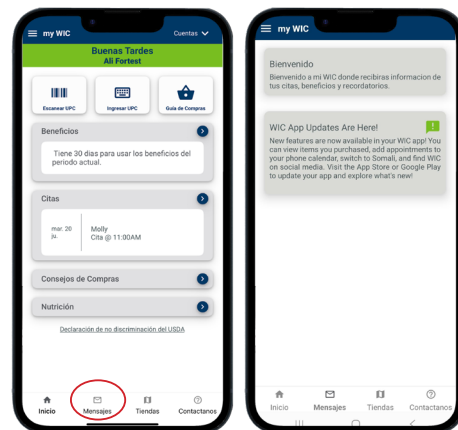 my WIC
Cuentas
Buenas Tardes
Ali Fortest
Escanear UPC
Ingresar UPC
Guía de Compras
Beneficios
Tiene 30 días para usar los beneficios del
periodo actual.
Citas
mar. 20
ju.
Molly
Cita @ 11:00AM
Consejos de Compras
Nutrición
Declaración de no discriminación del USDA
Inicio
Mensajes
Tiendas
Contactanos
my WIC
Bienvenido
Bienvenido a mi WIC donde recibiras informacion de
tus citas, beneficios y recordatorios.
WIC App Updates Are Here!
New features are now available in your WIC app! You
can view items you purchased, add appointments to
your phone calendar, switch to Somali, and find WIC
on social media. Visit the App Store or Google Play
to update your app and explore what's new!
Inicio
Mensajes
Tiendas
Contactanos